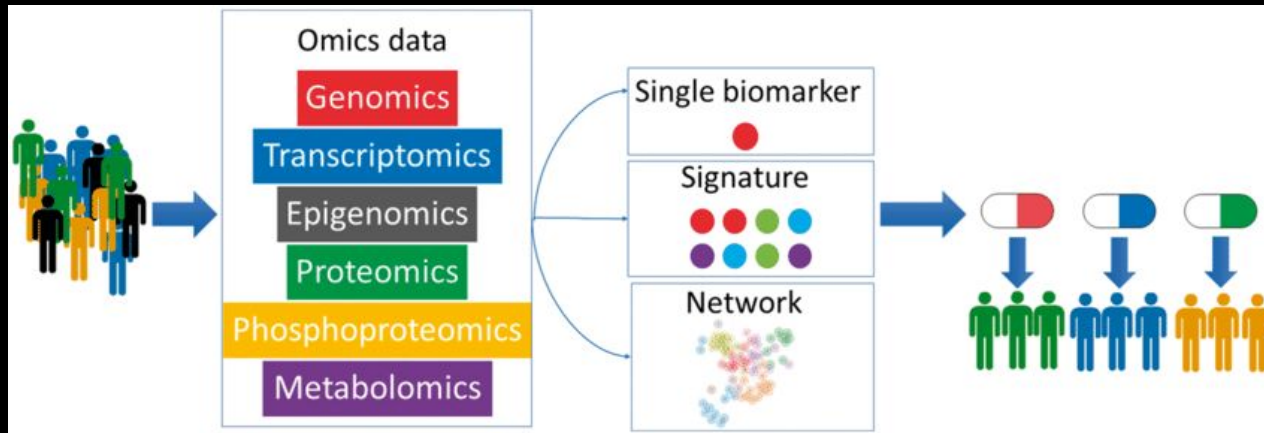 Omics data
Genomics
Transcriptomics
Epigenomics
Proteomics
Phosphoproteomics
Metabolomics
Single biomarker
Signature
Network